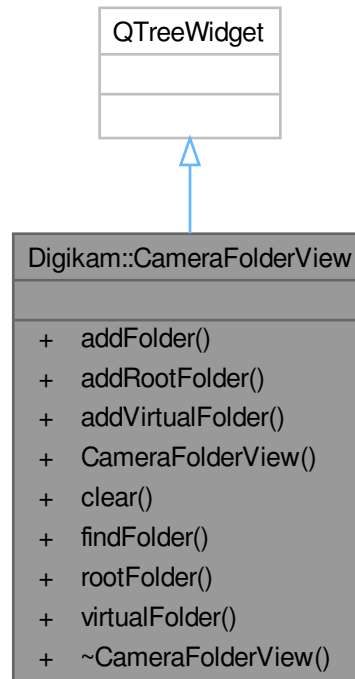 QTreeWidget
Digikam::CameraFolderView
+ addFolder()
+ addRootFolder()
+ addVirtualFolder()
+ CameraFolderView()
+ clear()
+ findFolder()
+ rootFolder()
+ virtualFolder()
+ ~CameraFolderView()